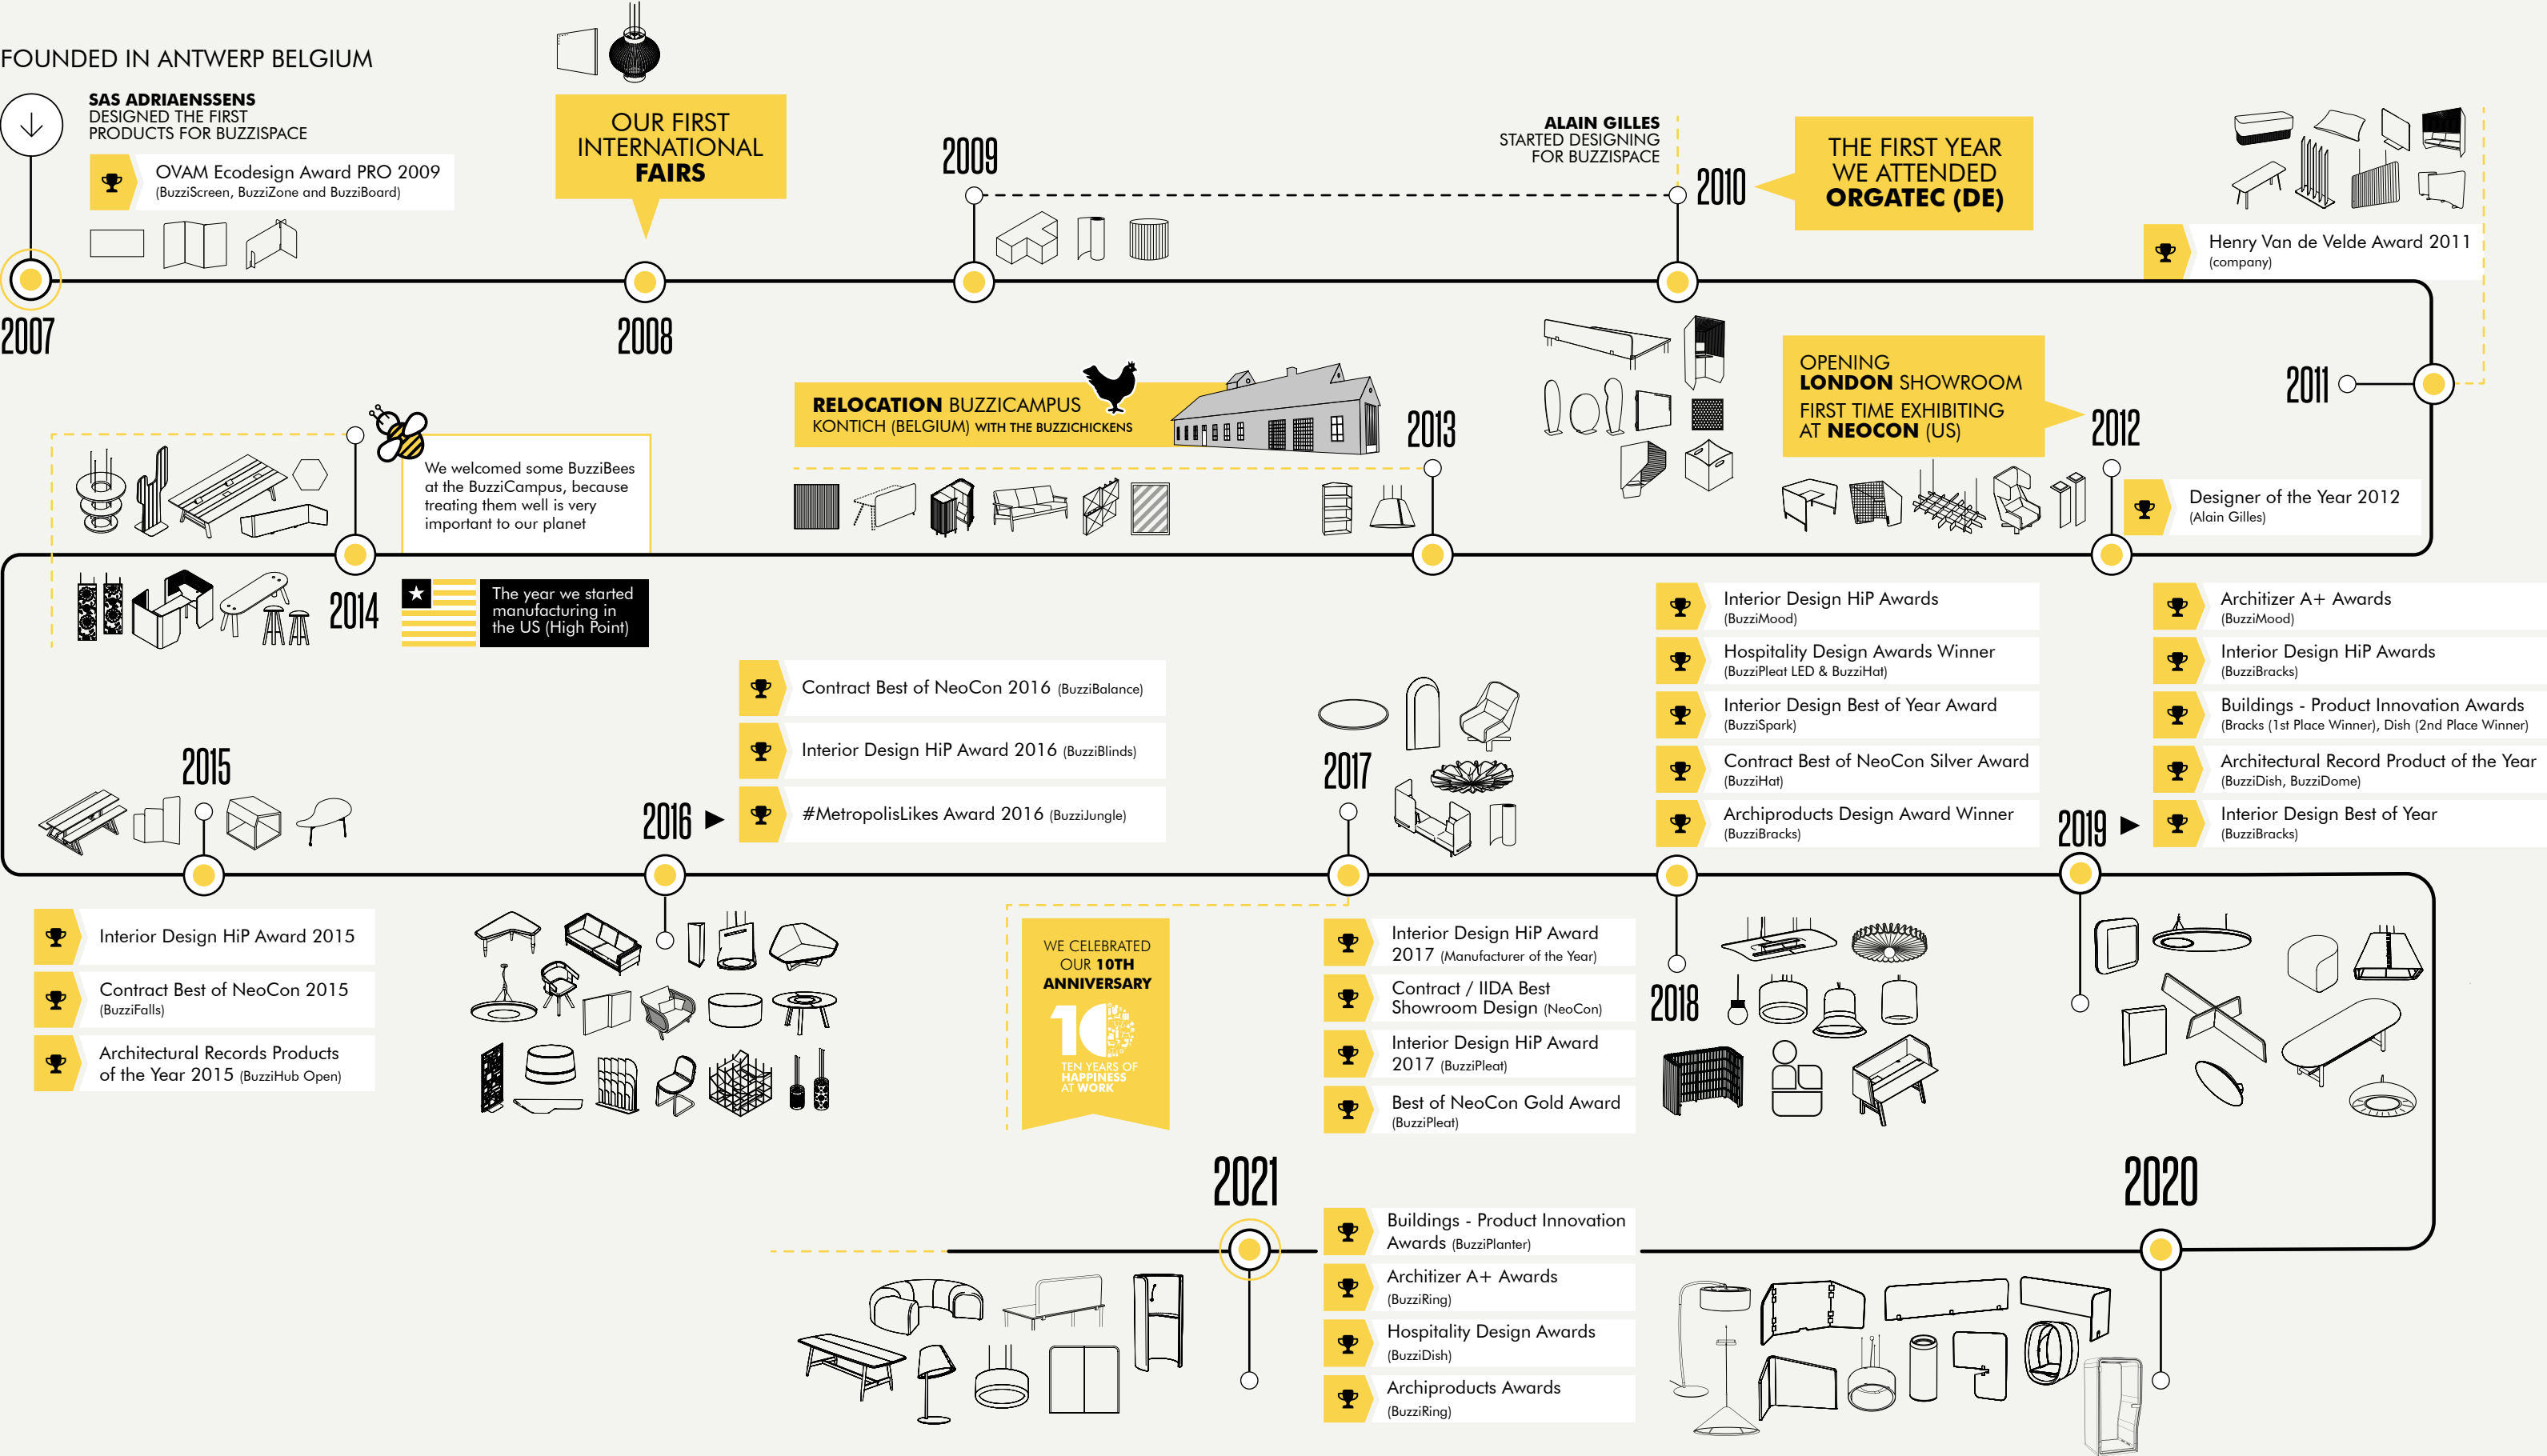 FOUNDED IN ANTWERP BELGIUM
SAS ADRIAENSSENS
DESIGNED THE FIRST
PRODUCTS FOR BUZZISPACE
OVAM Ecodesign Award PRO 2009
(BuzziScreen, BuzziZone and BuzziBoard)
2007
OUR FIRST
INTERNATIONAL
FAIRS
2008
2009
ALAIN GILLES
STARTED DESIGNING
FOR BUZZISPACE
2010
THE FIRST YEAR
WE ATTENDED
ORGATEC (DE)
Henry Van de Velde Award 2011
(company)
2011
OPENING
LONDON SHOWROOM
FIRST TIME EXHIBITING
AT NEOCON (US)
2012
Designer of the Year 2012
(Alain Gilles)
RELOCATION BUZZICAMPUS
KONTICH (BELGIUM) WITH THE BUZZICHICKENS
2013
We welcomed some BuzziBees
at the BuzziCampus, because
treating them well is very
important to our planet
2014
The year we started
manufacturing in
the US (High Point)
2015
Interior Design HiP Award 2015
Contract Best of NeoCon 2015
(BuzziFalls)
Architectural Records Products
of the Year 2015 (BuzziHub Open)
2016
Contract Best of NeoCon 2016 (BuzziBalance)
Interior Design HiP Award 2016 (BuzziBlinds)
#MetropolisLikes Award 2016 (BuzziJungle)
2017
WE CELEBRATED
OUR 10TH
ANNIVERSARY
10
TEN YEARS OF
HAPPINESS
AT WORK
Interior Design HiP Award
2017 (Manufacturer of the Year)
Contract / IIDA Best
Showroom Design (NeoCon)
Interior Design HiP Award
2017 (BuzziPleat)
Best of NeoCon Gold Award
(BuzziPleat)
Interior Design HiP Awards
(BuzziMood)
Hospitality Design Awards Winner
(BuzziPleat LED & BuzziHat)
Interior Design Best of Year Award
(BuzziSpark)
Contract Best of NeoCon Silver Award
(BuzziHat)
Archiproducts Design Award Winner
(BuzziBracks)
2018
2019
Architizer A+ Awards
(BuzziMood)
Interior Design HiP Awards
(BuzziBracks)
Buildings - Product Innovation Awards
(Bracks (1st Place Winner), Dish (2nd Place Winner)
Architectural Record Product of the Year
(BuzziDish, BuzziDome)
Interior Design Best of Year
(BuzziBracks)
2020
2021
Buildings - Product Innovation
Awards (BuzziPlanter)
Architizer A+ Awards
(BuzziRing)
Hospitality Design Awards
(BuzziDish)
Archiproducts Awards
(BuzziRing)